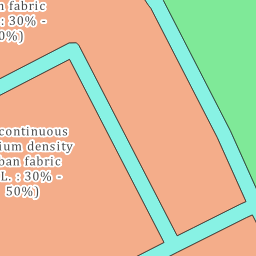 n fabric
: 30% -
0%)
continuous
ium density
ban fabric
L. : 30% -
50%)